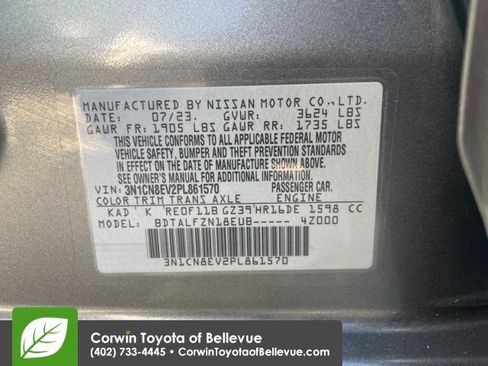 MANUFACTURED BY NISSAN MOTOR CO.,LTD.
DATE: 07/23. GVWR: 3624 LBS
GAWR FR: 1905 LBS GAWR RR: 1735 LBS
THIS VEHICLE CONFORMS TO ALL APPLICABLE FEDERAL MOTOR
VEHICLE SAFETY, BUMPER AND THEFT PREVENTION STANDARDS
IN EFFECT ON THE DATE OF MANUFACTURE SHOWN ABOVE.
SEE OWNER'S MANUAL FOR ADDITIONAL INFORMATION
VIN: 3N1CN8EV2PL861570 PASSENGER CAR.
COLOR TRIM TRANS AXLE ENGINE
KAD K RE0F11B GZ39 HR16DE 1598 CC
MODEL: BDTALFZN18EUB----- 4Z000
3N1CN8EV2PL861570
Corwin Toyota of Bellevue
(402) 733-4445 • CorwinToyotaofBellevue.com